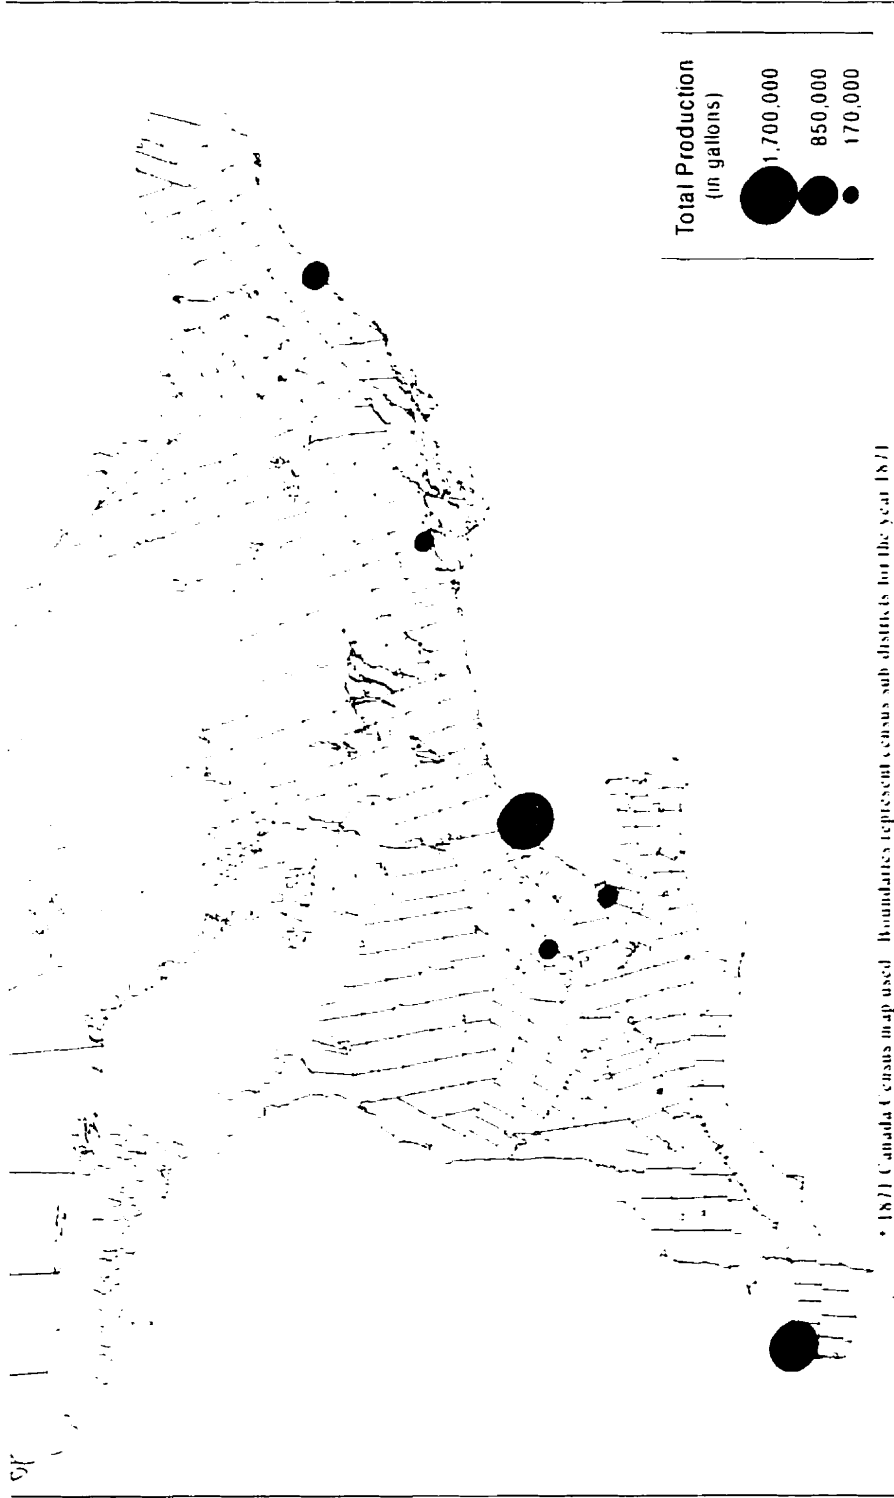 Total Production
(in gallons)
1,700,000
850,000
170,000
* 1871 Canada Census map used. Boundaries represent census sub districts for the year 1871